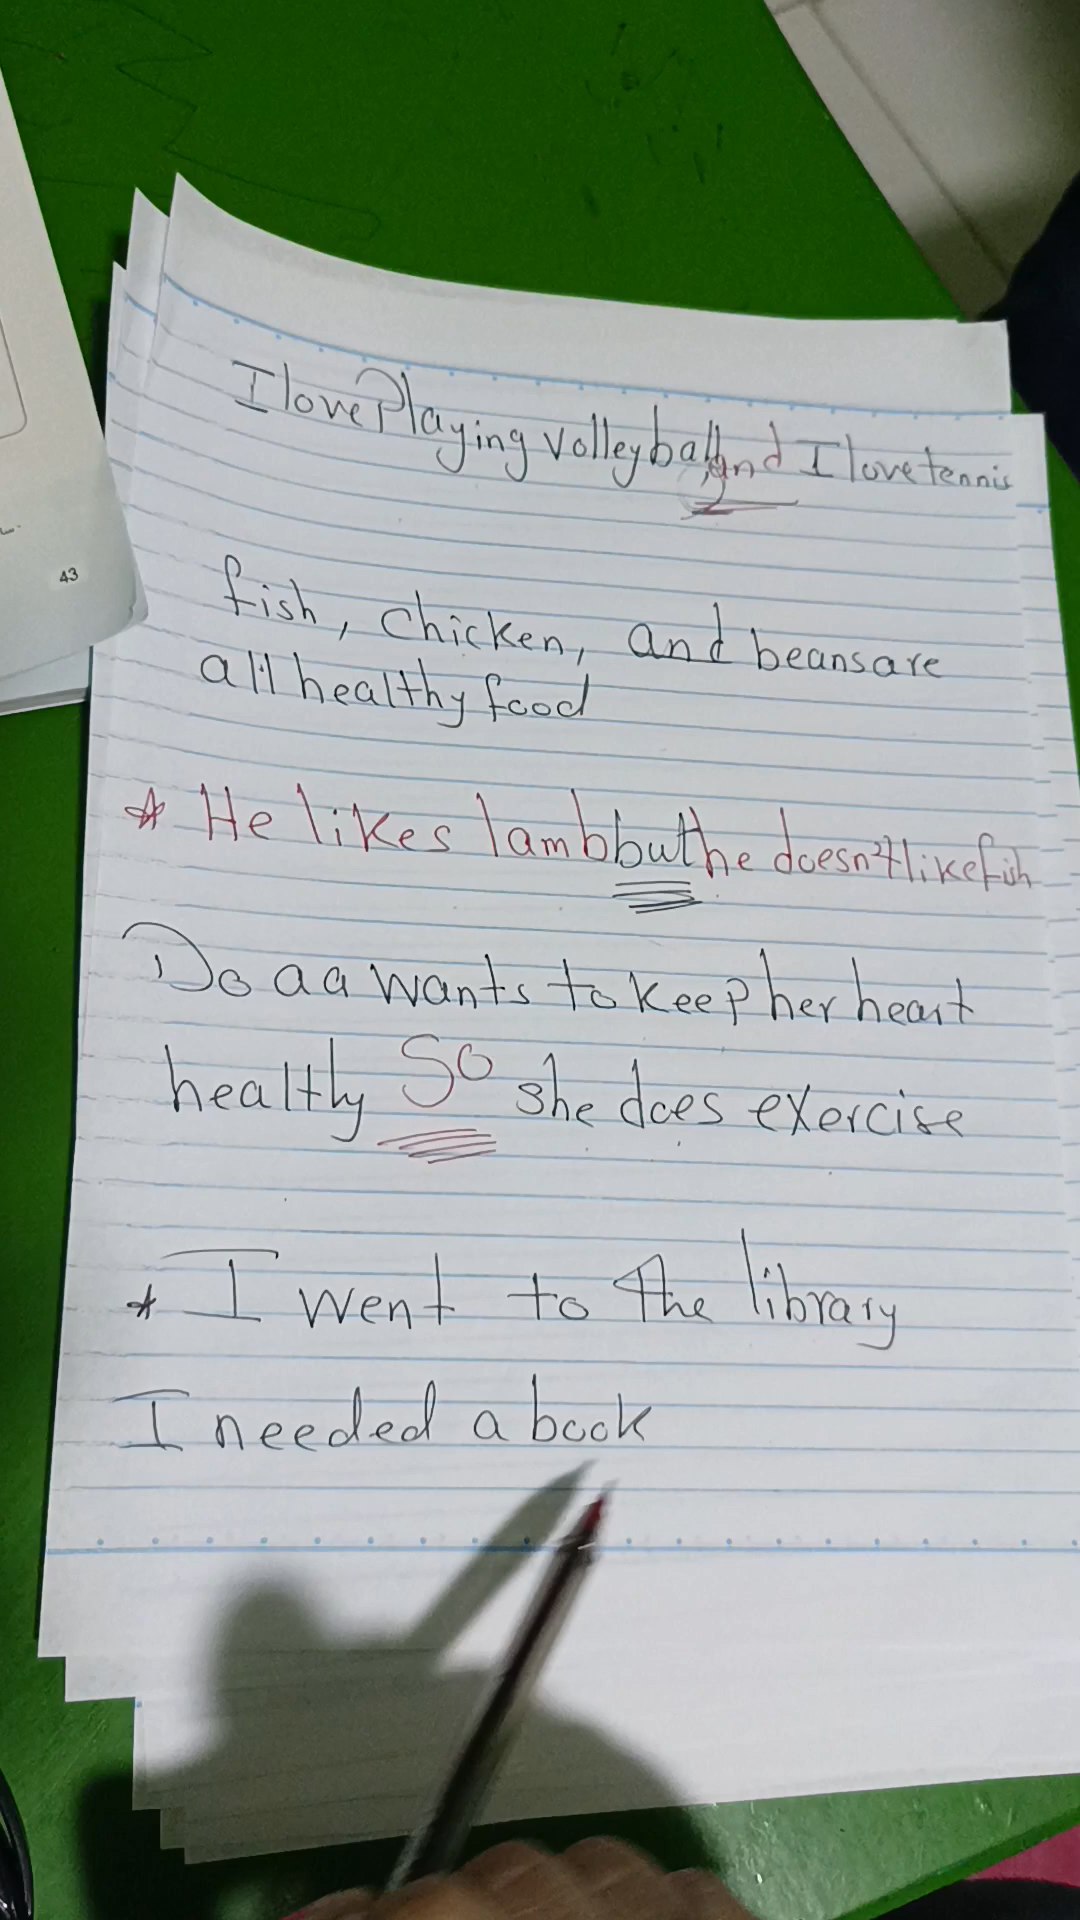 I love Playing volleyball, and I love tennis
43
fish, chicken, and beans are
all healthy food
* He likes lamb but he doesn't like fish
Doaa wants to keep her heart
healthy So she does exercise
* I went to the library
I needed a book